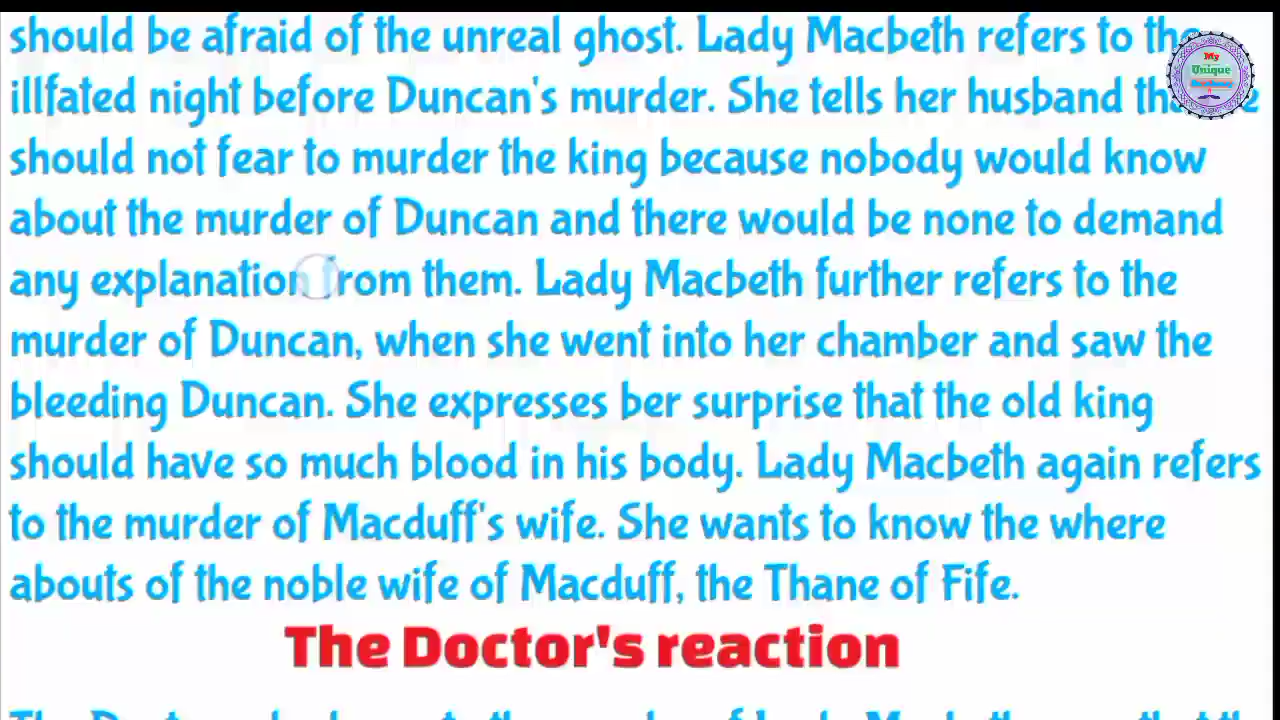 should be afraid of the unreal ghost. Lady Macbeth refers to the
illfated night before Duncan's murder. She tells her husband
should not fear to murder the king because nobody would know
about the murder of Duncan and there would be none to demand
any explanation from them. Lady Macbeth further refers to the
murder of Duncan, when she went into her chamber and saw the
bleeding Duncan. She expresses ber surprise that the old king
should have so much blood in his body. Lady Macbeth again refers
to the murder of Macduff's wife. She wants to know the where
abouts of the noble wife of Macduff, the Thane of Fife.
The Doctor's reaction
My
Unique